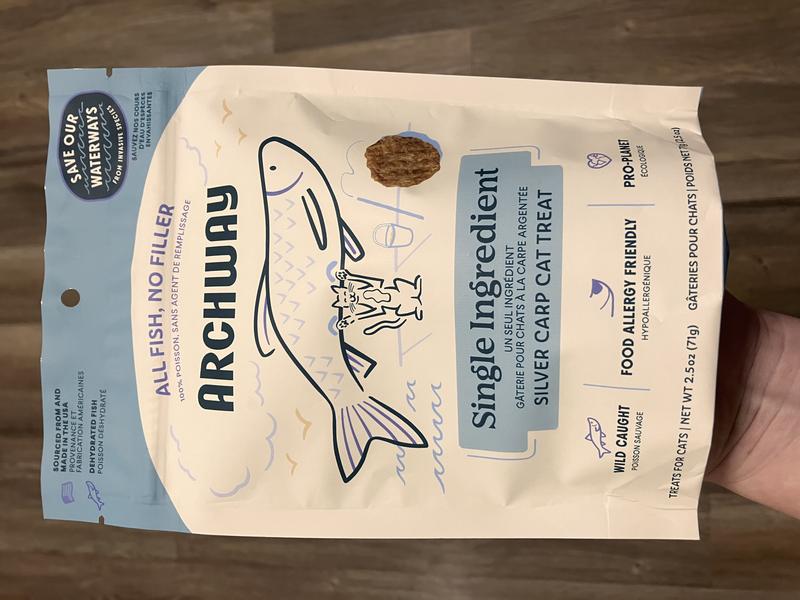 SOURCED FROM AND
MADE IN THE USA
PROVENANCE ET
FABRICATION AMÉRICAINES
DEHYDRATED FISH
POISSON DÉSHYDRATÉ
SAVE OUR
WATERWAYS
FROM INVASIVE SPECIES
SAUVEZ NOS COURS
D'EAU D'ESPÈCES
ENVAHISSANTES
ALL FISH, NO FILLER
100% POISSON, SANS AGENT DE REMPLISSAGE
ARCHWAY
Single Ingredient
UN SEUL INGRÉDIENT
GÂTERIE POUR CHATS À LA CARPE ARGENTÉE
SILVER CARP CAT TREAT
WILD CAUGHT
POISSON SAUVAGE
FOOD ALLERGY FRIENDLY
HYPOALLERGÉNIQUE
PRO-PLANET
ÉCOLOGIQUE
TREATS FOR CATS | NET WT 2.5oz (71g) GÂTERIES POUR CHATS | POIDS NET 71g (2.5oz)